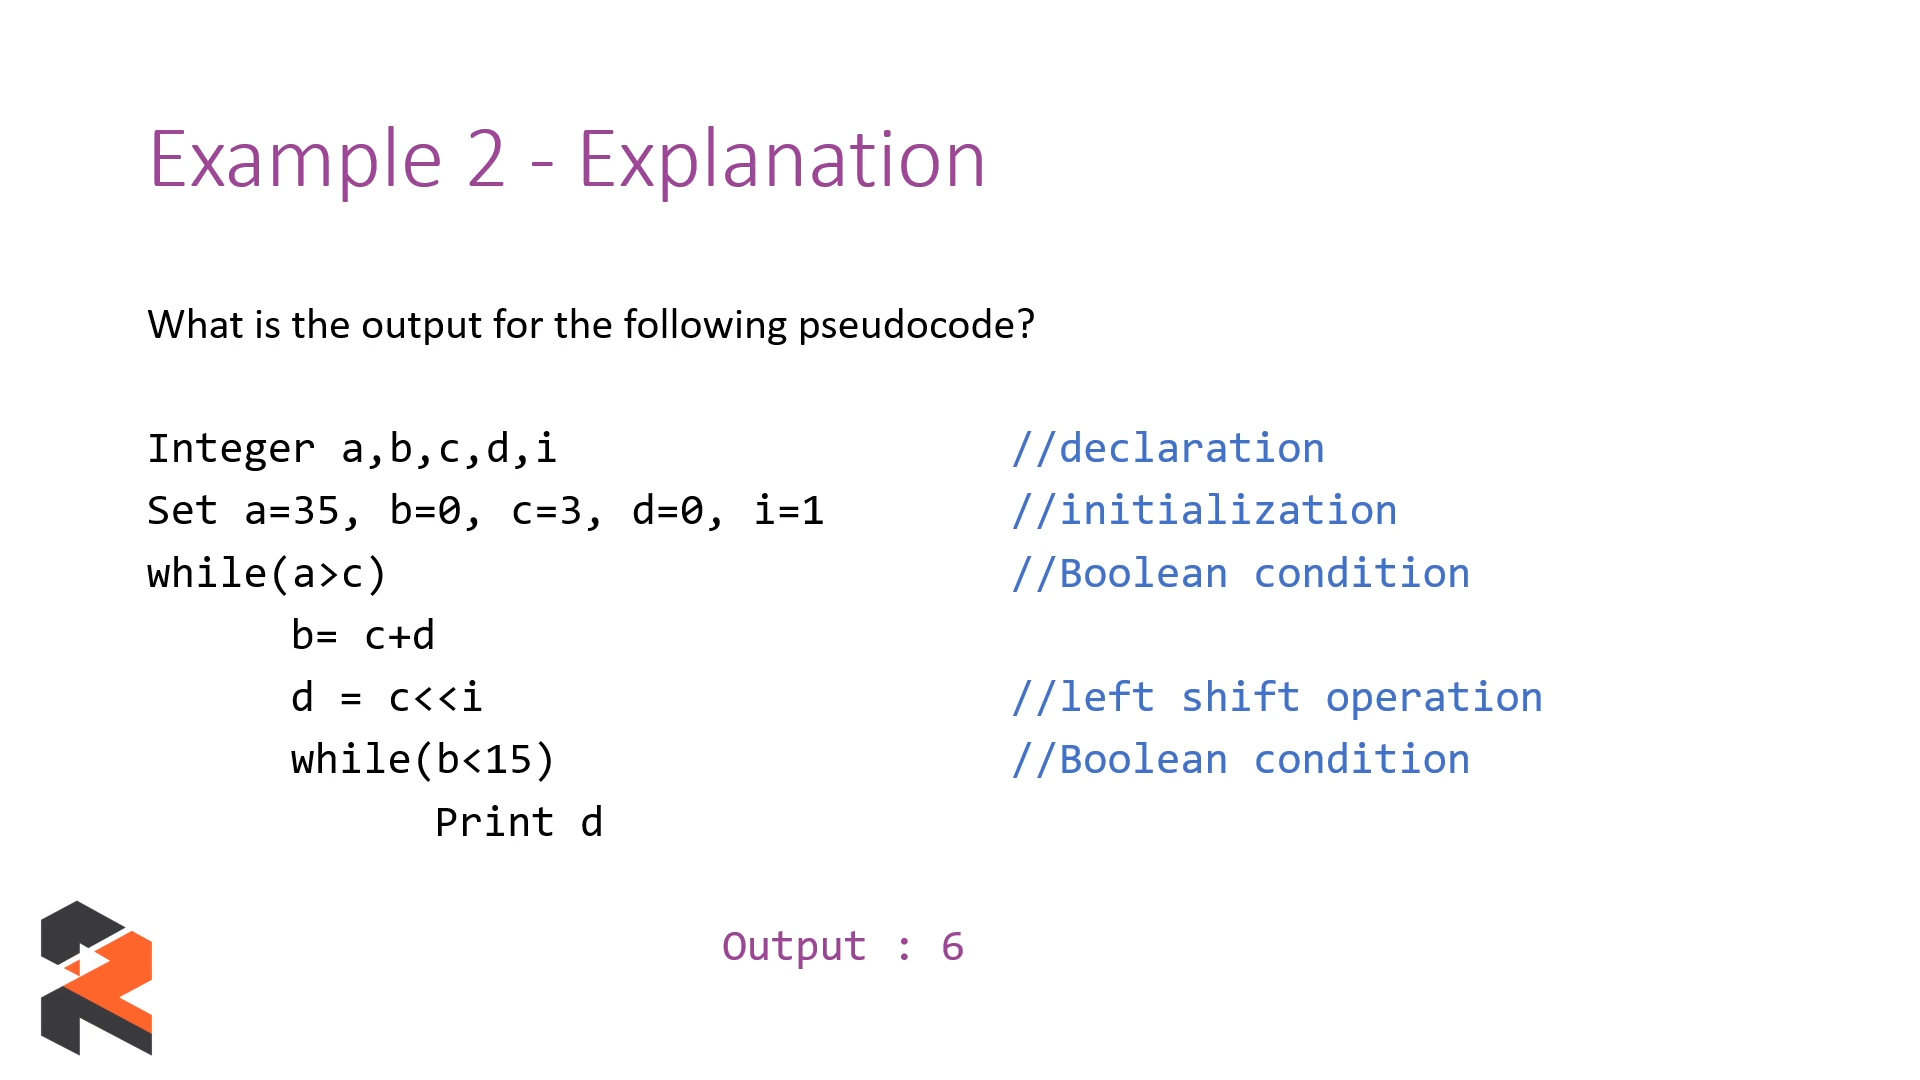 Example 2 - Explanation
What is the output for the following pseudocode?
Integer a,b,c,d,i //declaration
Set a=35, b=0, c=3, d=0, i=1 //initialization
while(a>c) //Boolean condition
b= c+d
d = c<<i //left shift operation
while(b<15) //Boolean condition
Print d
Output : 6